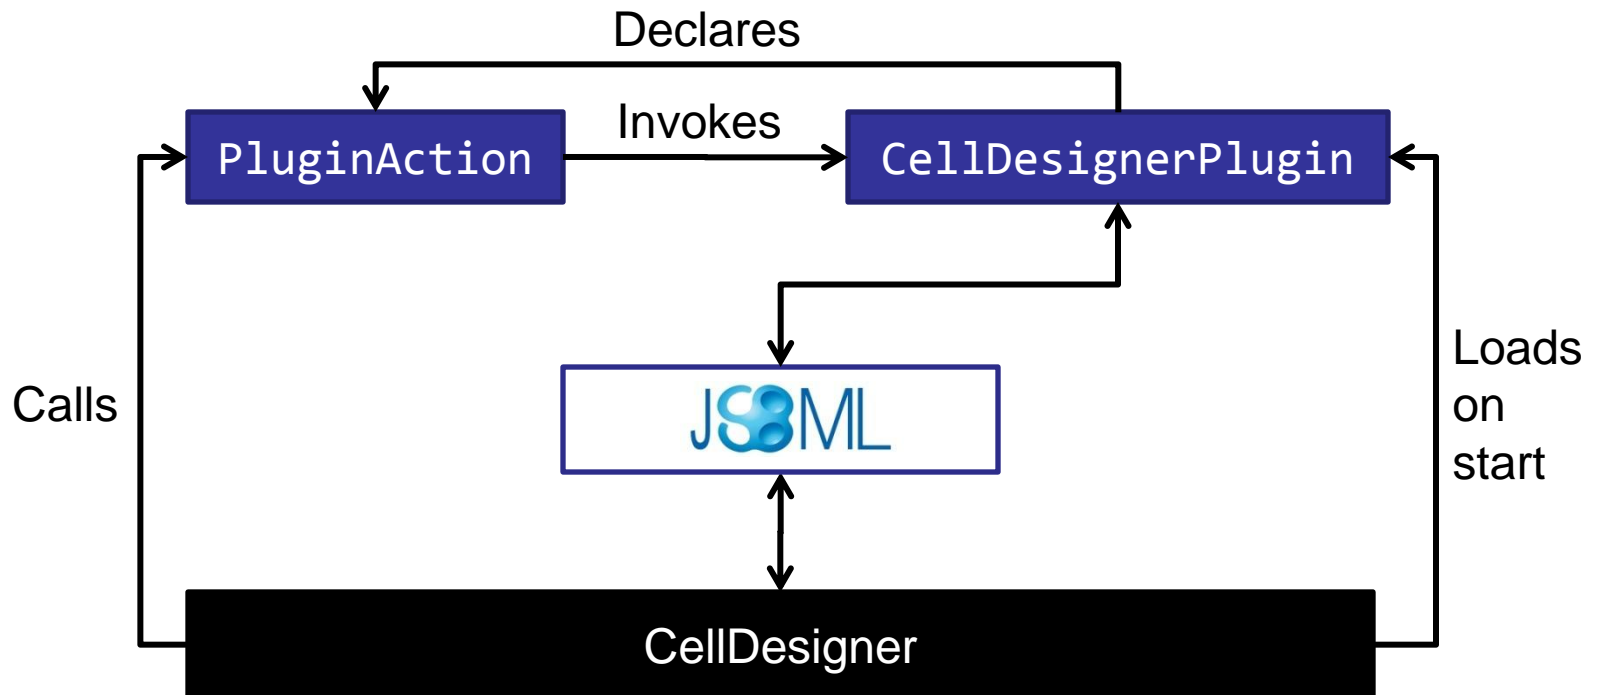 Declares
Invokes
PluginAction
CellDesignerPlugin
Loads
on
start
Calls
JSBML
CellDesigner